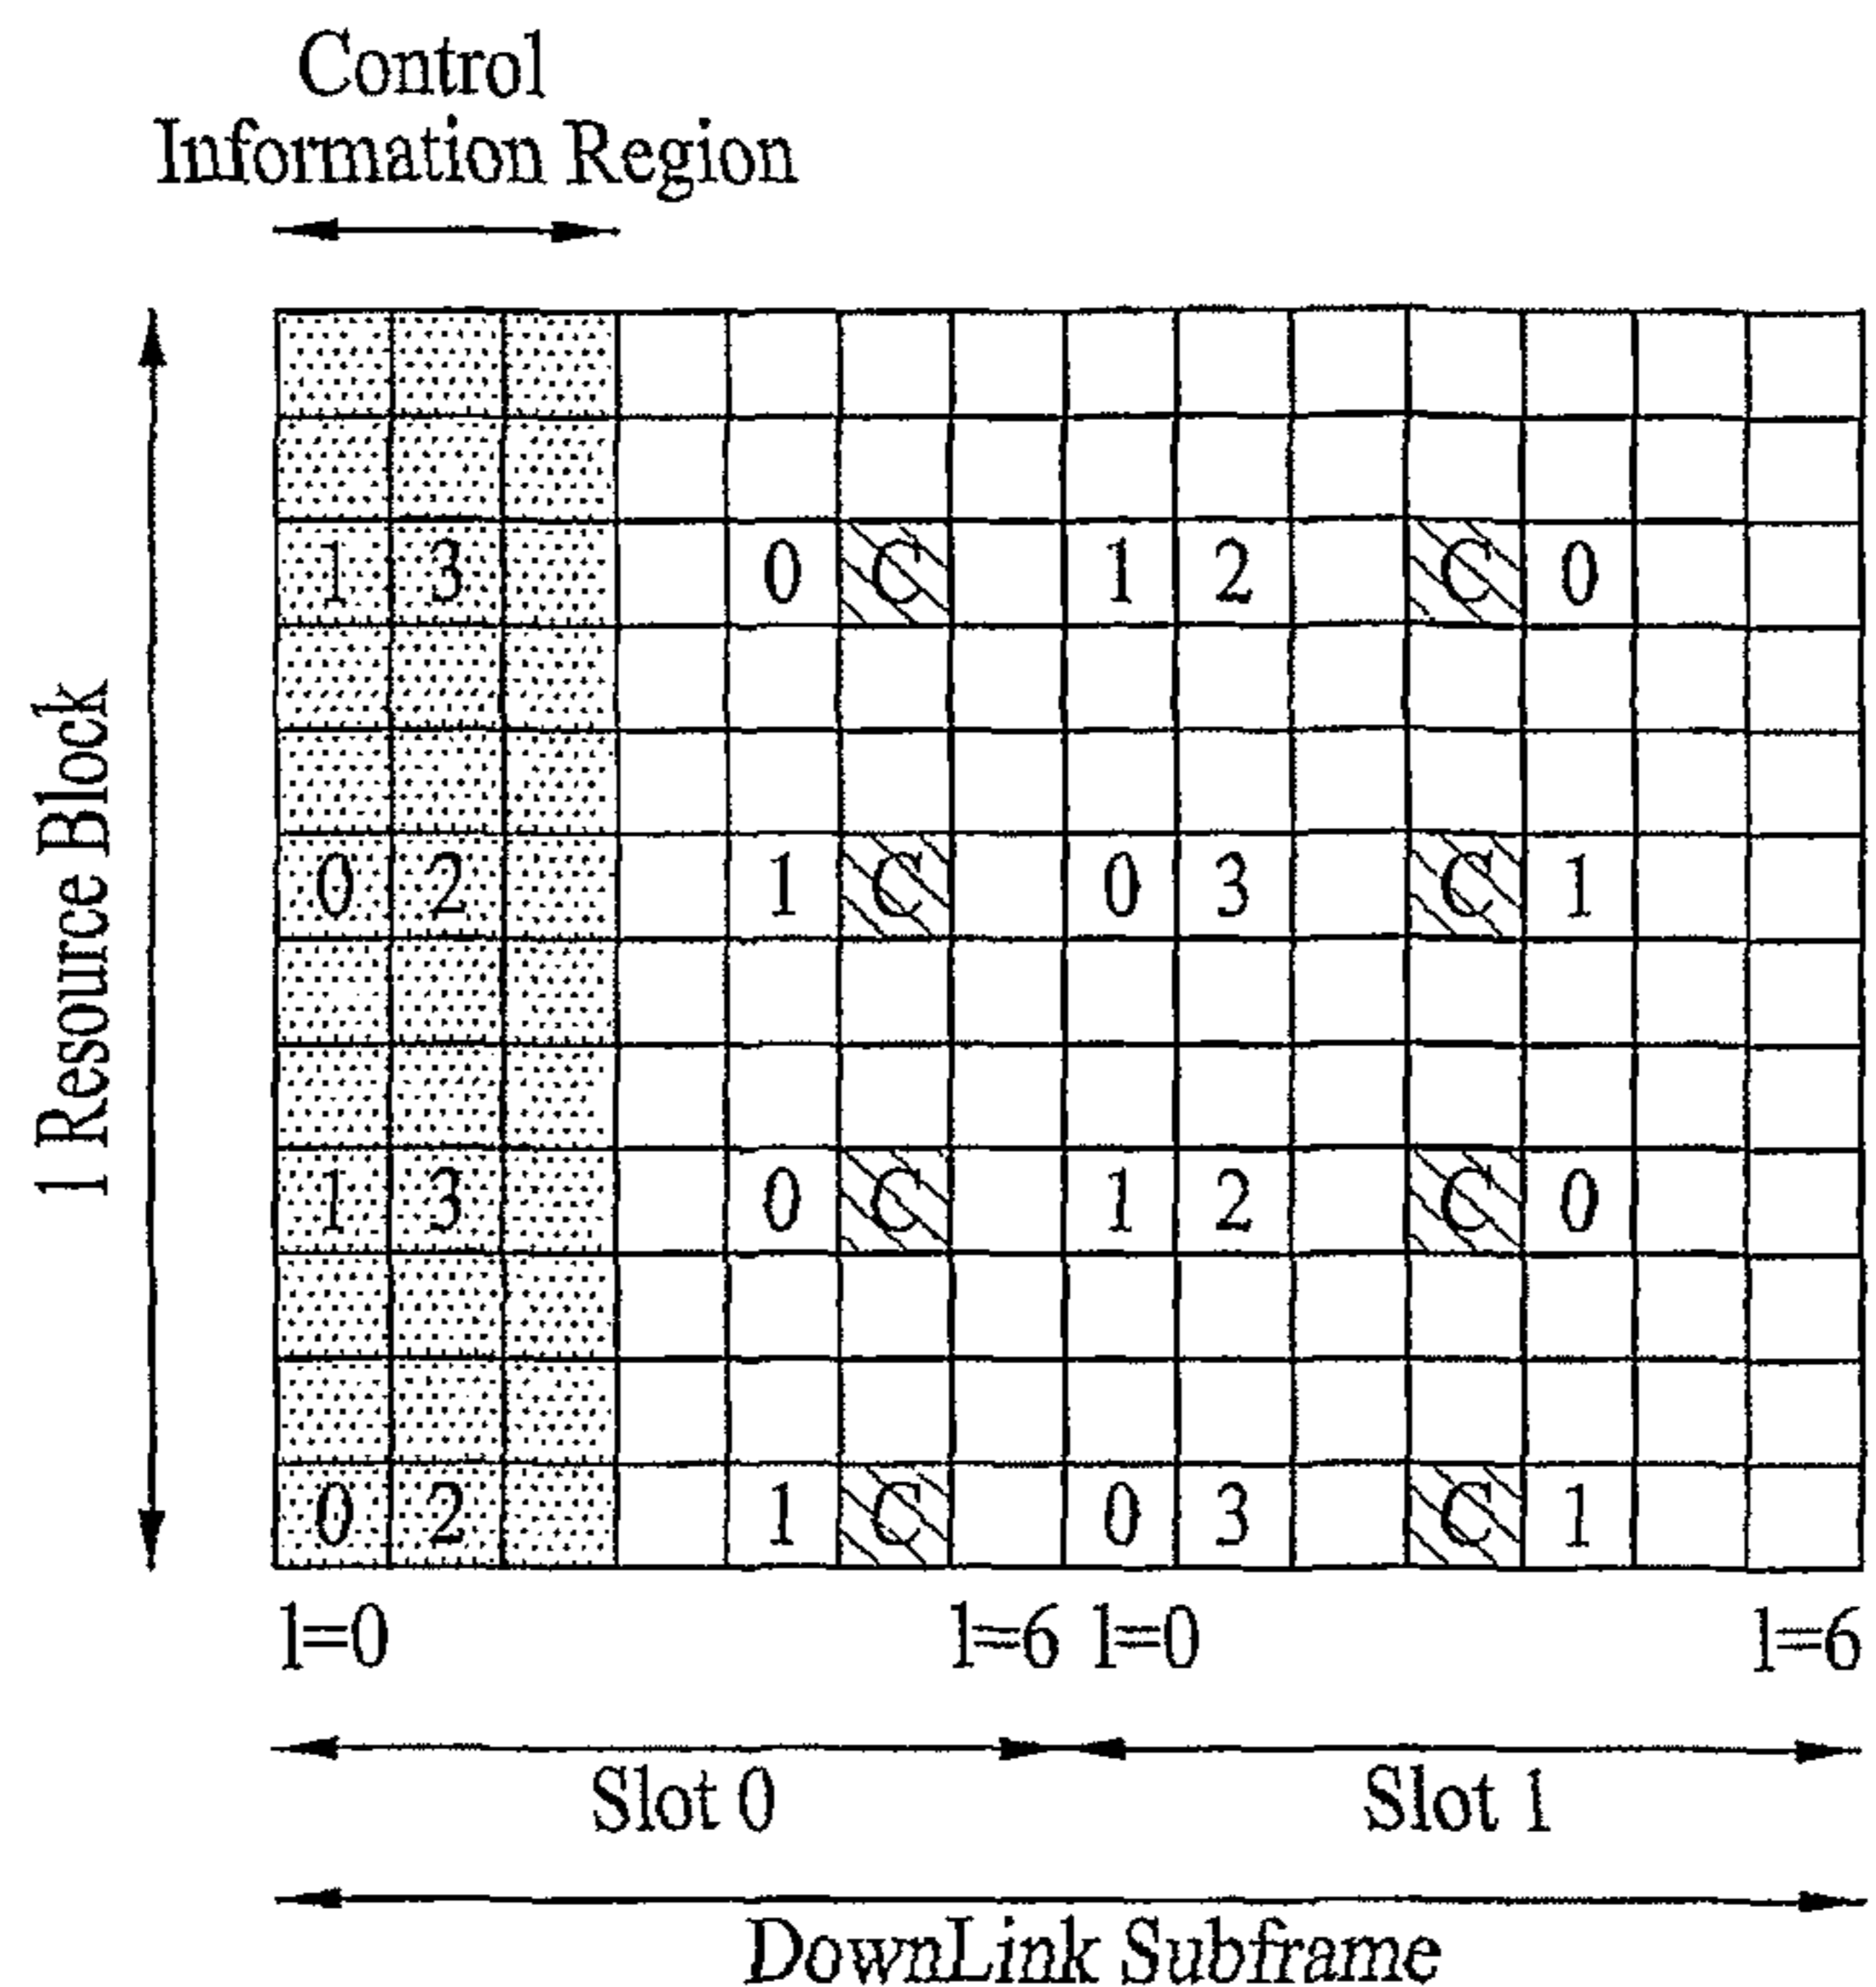 Control
Information Region
1 Resource Block
1 3 0 C 1 2 C 0
0 2 1 C 0 3 C 1
1 3 0 C 1 2 C 0
0 2 1 C 0 3 C 1
l=0 l=6 l=0 l=6
Slot 0 Slot 1
DownLink Subframe